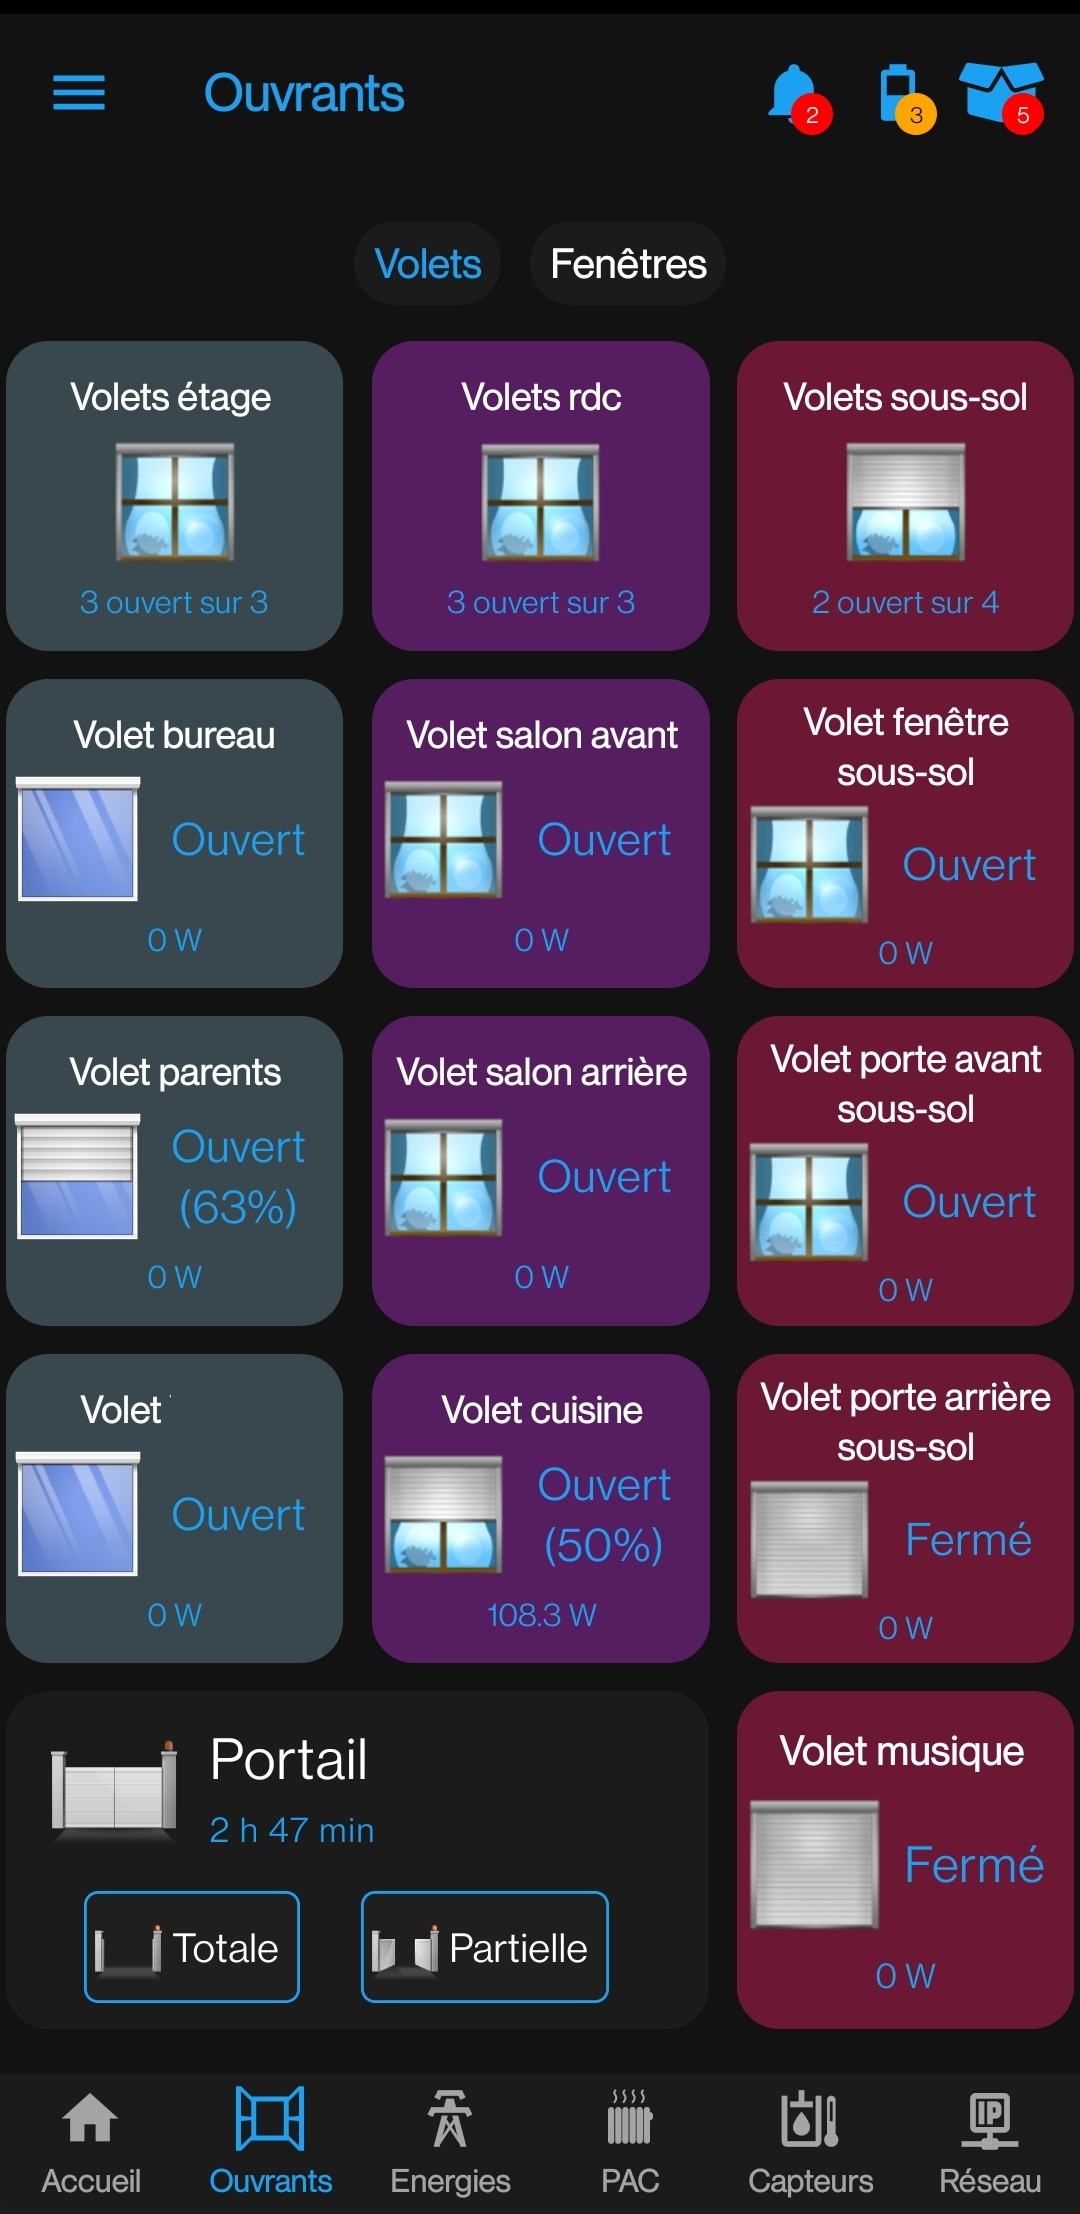 Ouvrants
2
3
5
Volets
Fenêtres
Volets étage
3 ouvert sur 3
Volets rdc
3 ouvert sur 3
Volets sous-sol
2 ouvert sur 4
Volet bureau
Ouvert
0 W
Volet salon avant
Ouvert
0 W
Volet fenêtre
sous-sol
Ouvert
0 W
Volet parents
Ouvert
(63%)
0 W
Volet salon arrière
Ouvert
0 W
Volet porte avant
sous-sol
Ouvert
0 W
Volet
Ouvert
0 W
Volet cuisine
Ouvert
(50%)
108.3 W
Volet porte arrière
sous-sol
Fermé
0 W
Portail
2 h 47 min
Totale
Partielle
Volet musique
Fermé
0 W
Accueil
Ouvrants
Energies
PAC
IP
Capteurs
Réseau